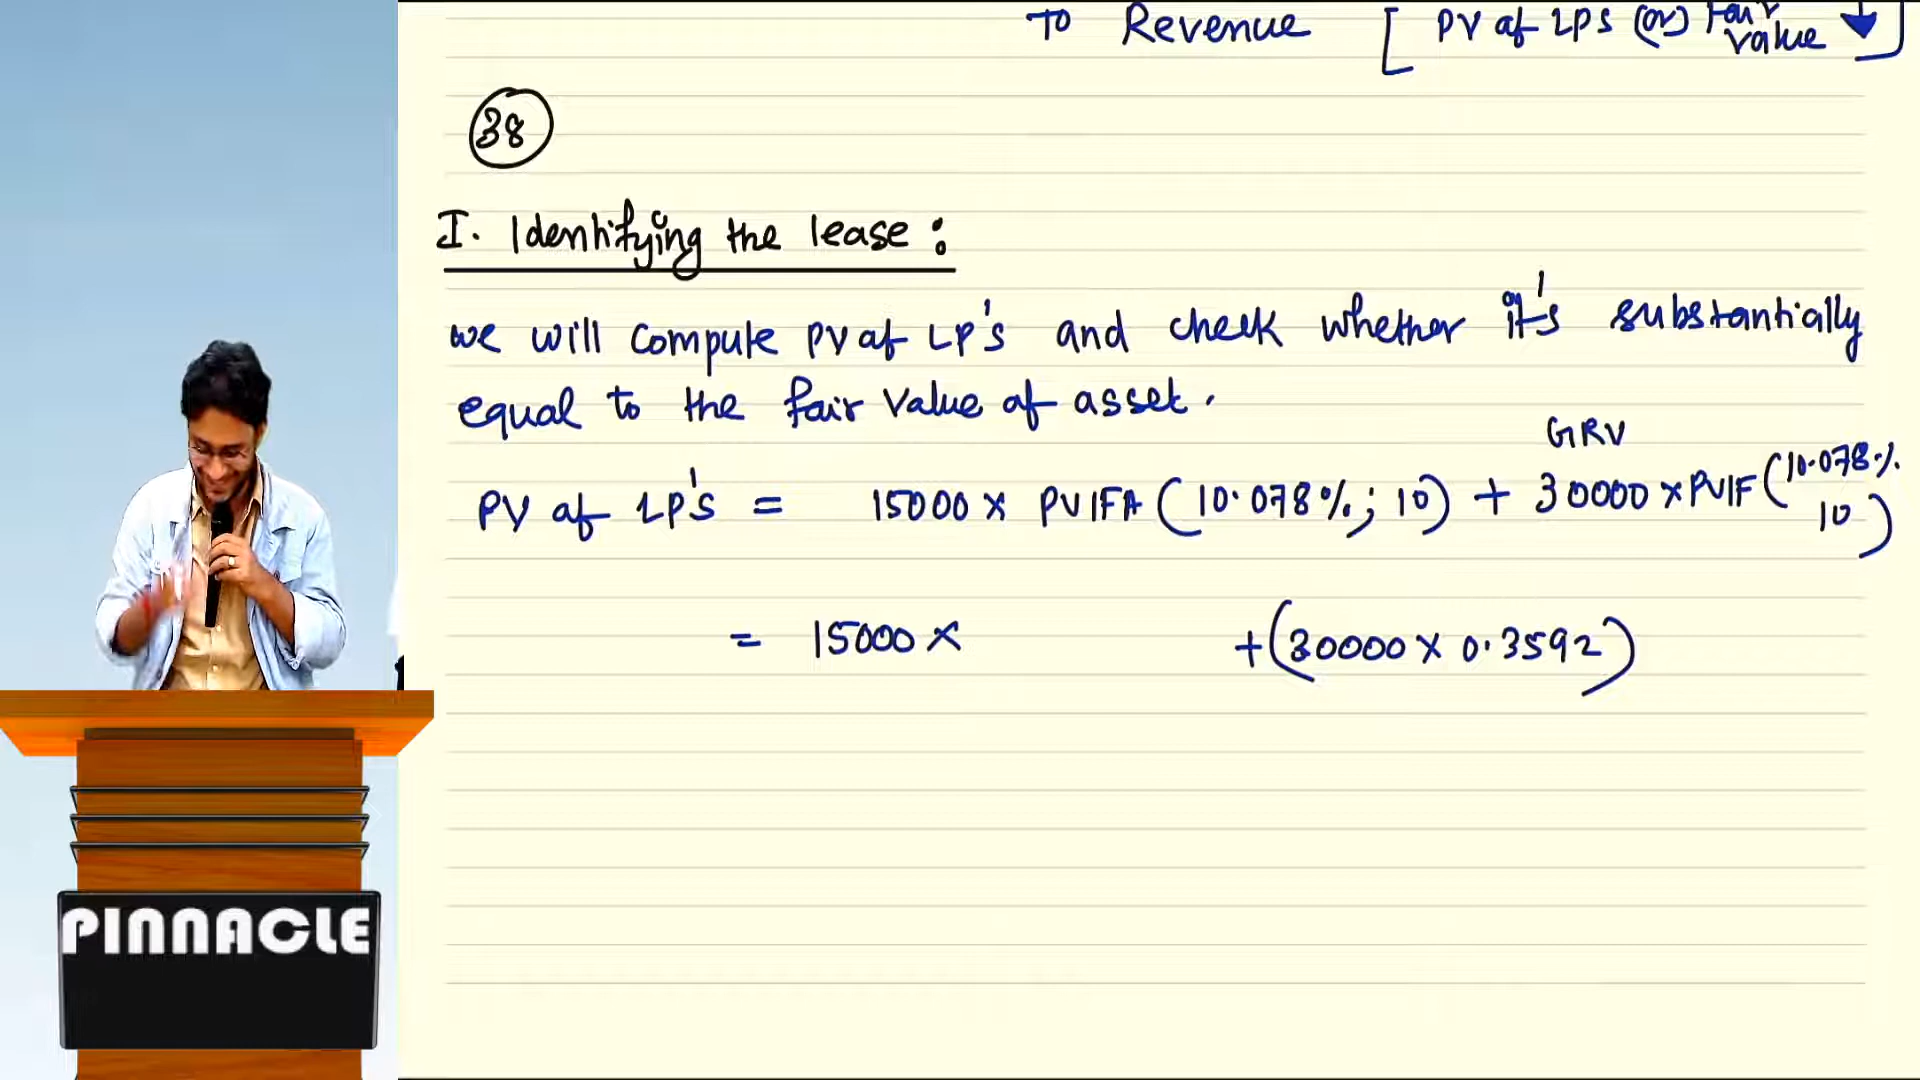 To Revenue [ PV of LPS (or) Fair value ↓ ]
38
I. Identifying the lease :
we will compute PV of LP's and check whether it's substantially
equal to the fair value of asset.
GRV
PV of LP's = 15000 x PVIFA (10.078%; 10) + 30000 x PVIF (10.078% 10)
= 15000 x + (30000 x 0.3592)
PINNACLE